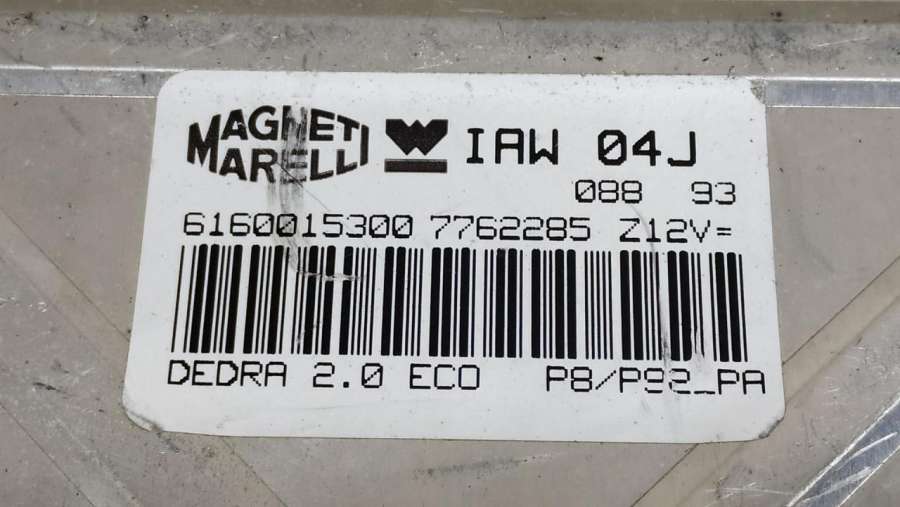 MAGNETI MARELLI W IAW 04J
088 93
6160015300 7762285 Z12V=
DEDRA 2.0 ECO P8/P92_PA